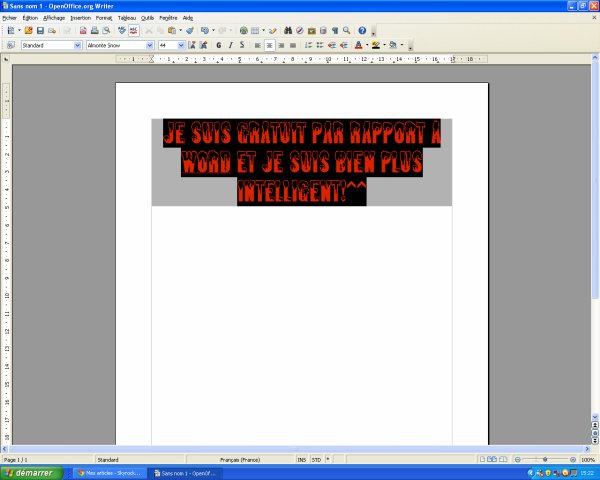 Sans nom 1 - OpenOffice.org Writer
Fichier Édition Affichage Insertion Format Tableau Outils Fenêtre Aide
Standard Almonte Snow 44 G I S
JE SUIS GRATUIT PAR RAPPORT A
WORD ET JE SUIS BIEN PLUS
INTELLIGENT!^^
Page 1 / 1 Standard Français (France) INS STD * 100%
démarrer Mes articles - Skyrock... Sans nom 1 - OpenOf... 15:22